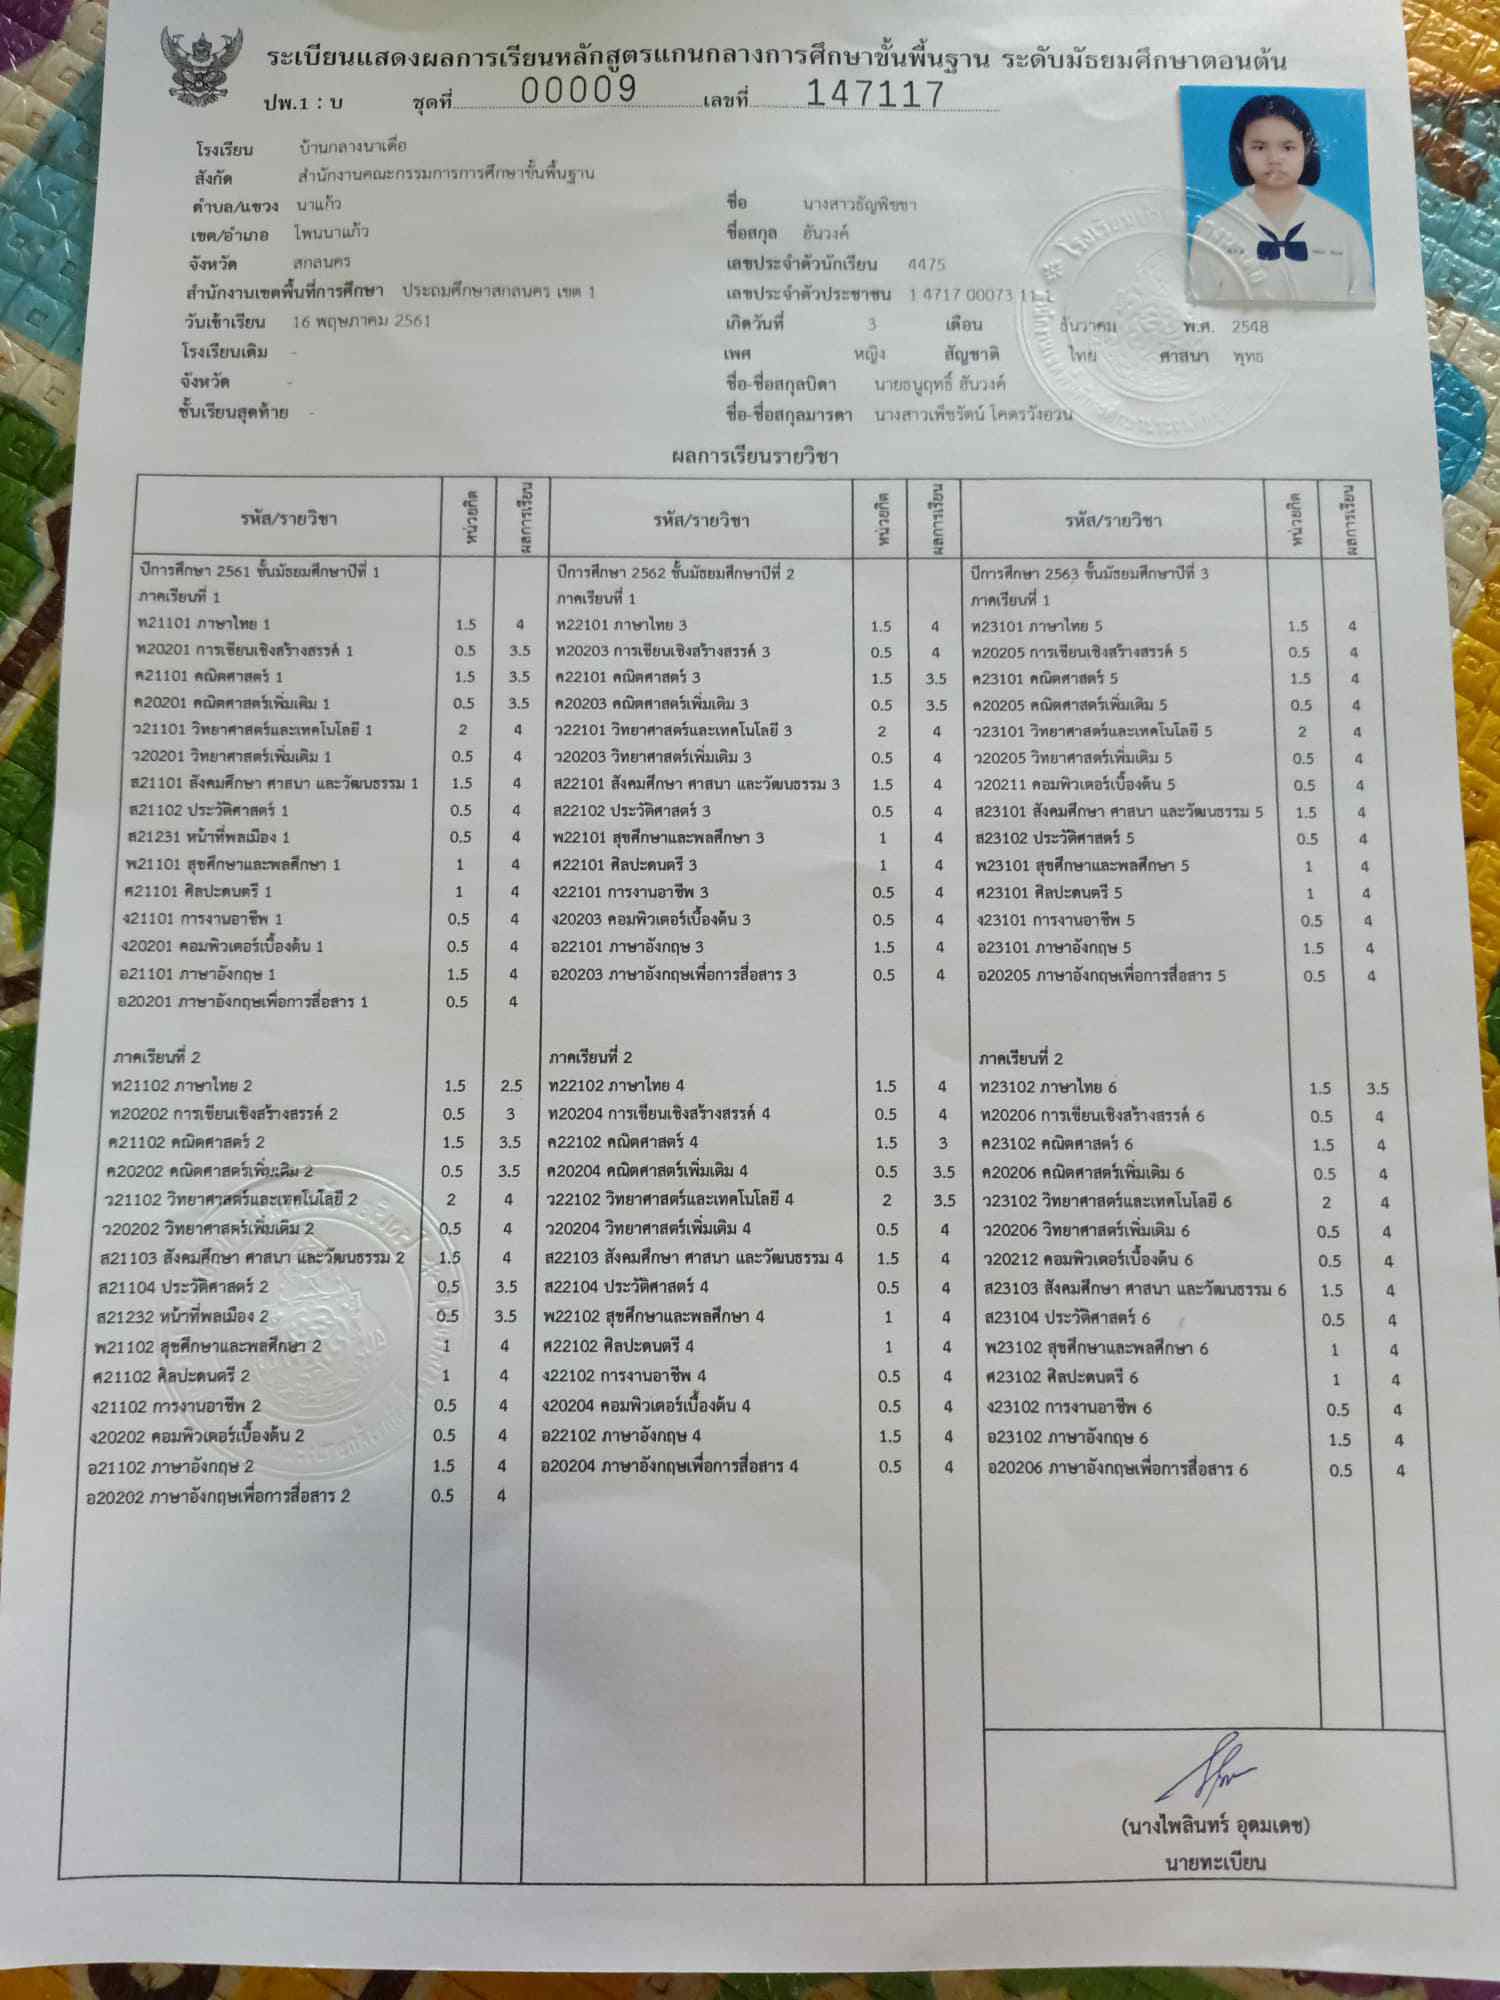 ระเบียนแสดงผลการเรียนหลักสูตรแกนกลางการศึกษาขั้นพื้นฐาน ระดับมัธยมศึกษาตอนต้น
ปพ.1 : บ ชุดที่ 00009 เลขที่ 147117
โรงเรียน บ้านกลางนาเดื่อ
สังกัด สำนักงานคณะกรรมการการศึกษาขั้นพื้นฐาน
ตำบล/แขวง นาแก้ว
เขต/อำเภอ โพนนาแก้ว
จังหวัด สกลนคร
สำนักงานเขตพื้นที่การศึกษา ประถมศึกษาสกลนคร เขต 1
วันเข้าเรียน 16 พฤษภาคม 2561
โรงเรียนเดิม -
จังหวัด -
ชั้นเรียนสุดท้าย -
ชื่อ นางสาวธัญพิชชา
ชื่อสกุล ฮันวงค์
เลขประจำตัวนักเรียน 4475
เลขประจำตัวประชาชน 1 4717 00073 11 1
เกิดวันที่ 3 เดือน ธันวาคม พ.ศ. 2548
เพศ หญิง สัญชาติ ไทย ศาสนา พุทธ
ชื่อ-ชื่อสกุลบิดา นายธนูฤทธิ์ ฮันวงค์
ชื่อ-ชื่อสกุลมารดา นางสาวเพ็ชรัตน์ โคตรวังอวน
ผลการเรียนรายวิชา
รหัส/รายวิชา หน่วยกิต ผลการเรียน
ปีการศึกษา 2561 ชั้นมัธยมศึกษาปีที่ 1
ภาคเรียนที่ 1
ท21101 ภาษาไทย 1 1.5 4
ท20201 การเขียนเชิงสร้างสรรค์ 1 0.5 3.5
ค21101 คณิตศาสตร์ 1 1.5 3.5
ค20201 คณิตศาสตร์เพิ่มเติม 1 0.5 3.5
ว21101 วิทยาศาสตร์และเทคโนโลยี 1 2 4
ว20201 วิทยาศาสตร์เพิ่มเติม 1 0.5 4
ส21101 สังคมศึกษา ศาสนา และวัฒนธรรม 1 1.5 4
ส21102 ประวัติศาสตร์ 1 0.5 4
ส21231 หน้าที่พลเมือง 1 0.5 4
พ21101 สุขศึกษาและพลศึกษา 1 1 4
ศ21101 ศิลปะดนตรี 1 1 4
ง21101 การงานอาชีพ 1 0.5 4
ง20201 คอมพิวเตอร์เบื้องต้น 1 0.5 4
อ21101 ภาษาอังกฤษ 1 1.5 4
อ20201 ภาษาอังกฤษเพื่อการสื่อสาร 1 0.5 4
ภาคเรียนที่ 2
ท21102 ภาษาไทย 2 1.5 2.5
ท20202 การเขียนเชิงสร้างสรรค์ 2 0.5 3
ค21102 คณิตศาสตร์ 2 1.5 3.5
ค20202 คณิตศาสตร์เพิ่มเติม 2 0.5 3.5
ว21102 วิทยาศาสตร์และเทคโนโลยี 2 2 4
ว20202 วิทยาศาสตร์เพิ่มเติม 2 0.5 4
ส21103 สังคมศึกษา ศาสนา และวัฒนธรรม 2 1.5 4
ส21104 ประวัติศาสตร์ 2 0.5 3.5
ส21232 หน้าที่พลเมือง 2 0.5 3.5
พ21102 สุขศึกษาและพลศึกษา 2 1 4
ศ21102 ศิลปะดนตรี 2 1 4
ง21102 การงานอาชีพ 2 0.5 4
ง20202 คอมพิวเตอร์เบื้องต้น 2 0.5 4
อ21102 ภาษาอังกฤษ 2 1.5 4
อ20202 ภาษาอังกฤษเพื่อการสื่อสาร 2 0.5 4
รหัส/รายวิชา หน่วยกิต ผลการเรียน
ปีการศึกษา 2562 ชั้นมัธยมศึกษาปีที่ 2
ภาคเรียนที่ 1
ท22101 ภาษาไทย 3 1.5 4
ท20203 การเขียนเชิงสร้างสรรค์ 3 0.5 4
ค22101 คณิตศาสตร์ 3 1.5 3.5
ค20203 คณิตศาสตร์เพิ่มเติม 3 0.5 3.5
ว22101 วิทยาศาสตร์และเทคโนโลยี 3 2 4
ว20203 วิทยาศาสตร์เพิ่มเติม 3 0.5 4
ส22101 สังคมศึกษา ศาสนา และวัฒนธรรม 3 1.5 4
ส22102 ประวัติศาสตร์ 3 0.5 4
พ22101 สุขศึกษาและพลศึกษา 3 1 4
ศ22101 ศิลปะดนตรี 3 1 4
ง22101 การงานอาชีพ 3 0.5 4
ง20203 คอมพิวเตอร์เบื้องต้น 3 0.5 4
อ22101 ภาษาอังกฤษ 3 1.5 4
อ20203 ภาษาอังกฤษเพื่อการสื่อสาร 3 0.5 4
ภาคเรียนที่ 2
ท22102 ภาษาไทย 4 1.5 4
ท20204 การเขียนเชิงสร้างสรรค์ 4 0.5 4
ค22102 คณิตศาสตร์ 4 1.5 3
ค20204 คณิตศาสตร์เพิ่มเติม 4 0.5 3.5
ว22102 วิทยาศาสตร์และเทคโนโลยี 4 2 3.5
ว20204 วิทยาศาสตร์เพิ่มเติม 4 0.5 4
ส22103 สังคมศึกษา ศาสนา และวัฒนธรรม 4 1.5 4
ส22104 ประวัติศาสตร์ 4 0.5 4
พ22102 สุขศึกษาและพลศึกษา 4 1 4
ศ22102 ศิลปะดนตรี 4 1 4
ง22102 การงานอาชีพ 4 0.5 4
ง20204 คอมพิวเตอร์เบื้องต้น 4 0.5 4
อ22102 ภาษาอังกฤษ 4 1.5 4
อ20204 ภาษาอังกฤษเพื่อการสื่อสาร 4 0.5 4
รหัส/รายวิชา หน่วยกิต ผลการเรียน
ปีการศึกษา 2563 ชั้นมัธยมศึกษาปีที่ 3
ภาคเรียนที่ 1
ท23101 ภาษาไทย 5 1.5 4
ท20205 การเขียนเชิงสร้างสรรค์ 5 0.5 4
ค23101 คณิตศาสตร์ 5 1.5 4
ค20205 คณิตศาสตร์เพิ่มเติม 5 0.5 4
ว23101 วิทยาศาสตร์และเทคโนโลยี 5 2 4
ว20205 วิทยาศาสตร์เพิ่มเติม 5 0.5 4
ว20211 คอมพิวเตอร์เบื้องต้น 5 0.5 4
ส23101 สังคมศึกษา ศาสนา และวัฒนธรรม 5 1.5 4
ส23102 ประวัติศาสตร์ 5 0.5 4
พ23101 สุขศึกษาและพลศึกษา 5 1 4
ศ23101 ศิลปะดนตรี 5 1 4
ง23101 การงานอาชีพ 5 0.5 4
อ23101 ภาษาอังกฤษ 5 1.5 4
อ20205 ภาษาอังกฤษเพื่อการสื่อสาร 5 0.5 4
ภาคเรียนที่ 2
ท23102 ภาษาไทย 6 1.5 3.5
ท20206 การเขียนเชิงสร้างสรรค์ 6 0.5 4
ค23102 คณิตศาสตร์ 6 1.5 4
ค20206 คณิตศาสตร์เพิ่มเติม 6 0.5 4
ว23102 วิทยาศาสตร์และเทคโนโลยี 6 2 4
ว20206 วิทยาศาสตร์เพิ่มเติม 6 0.5 4
ว20212 คอมพิวเตอร์เบื้องต้น 6 0.5 4
ส23103 สังคมศึกษา ศาสนา และวัฒนธรรม 6 1.5 4
ส23104 ประวัติศาสตร์ 6 0.5 4
พ23102 สุขศึกษาและพลศึกษา 6 1 4
ศ23102 ศิลปะดนตรี 6 1 4
ง23102 การงานอาชีพ 6 0.5 4
อ23102 ภาษาอังกฤษ 6 1.5 4
อ20206 ภาษาอังกฤษเพื่อการสื่อสาร 6 0.5 4
(นางไพลินทร์ อุดมเดช)
นายทะเบียน